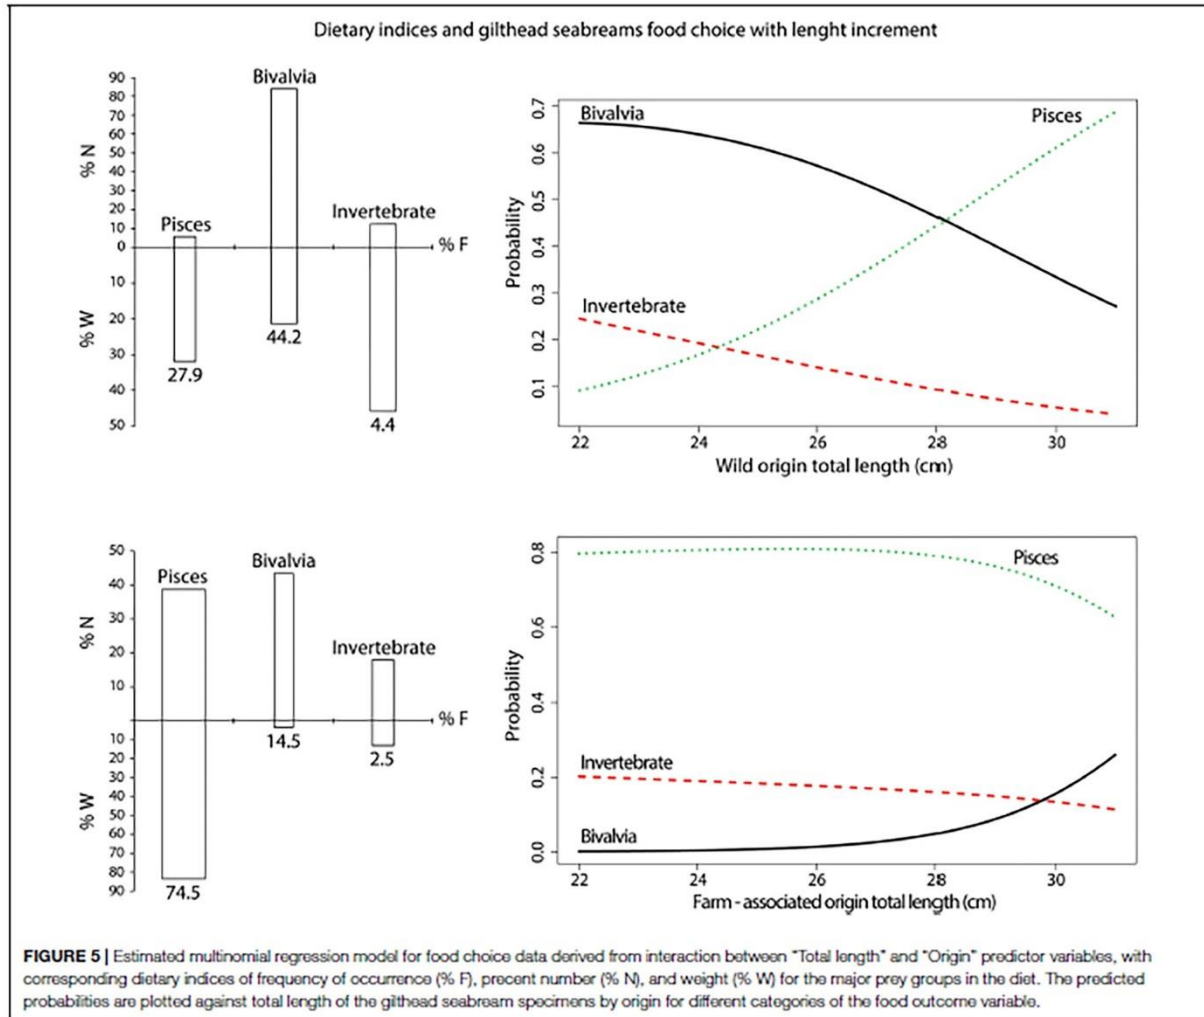 Dietary indices and gilthead seabreams food choice with lenght increment
90
80
70
60
50
40
30
20
10
0
10
20
30
40
50
% N
% W
Bivalvia
Pisces
Invertebrate
% F
27.9
44.2
4.4
0.7
0.6
0.5
0.4
0.3
0.2
0.1
Probability
Bivalvia
Pisces
Invertebrate
22 24 26 28 30
Wild origin total length (cm)
50
40
30
20
10
10
20
30
40
50
60
70
80
90
% N
% W
Pisces
Bivalvia
Invertebrate
% F
74.5
14.5
2.5
0.8
0.6
0.4
0.2
0.0
Probability
Pisces
Invertebrate
Bivalvia
22 24 26 28 30
Farm - associated origin total length (cm)
FIGURE 5 | Estimated multinomial regression model for food choice data derived from interaction between "Total length" and "Origin" predictor variables, with
corresponding dietary indices of frequency of occurrence (% F), precent number (% N), and weight (% W) for the major prey groups in the diet. The predicted
probabilities are plotted against total length of the gilthead seabream specimens by origin for different categories of the food outcome variable.